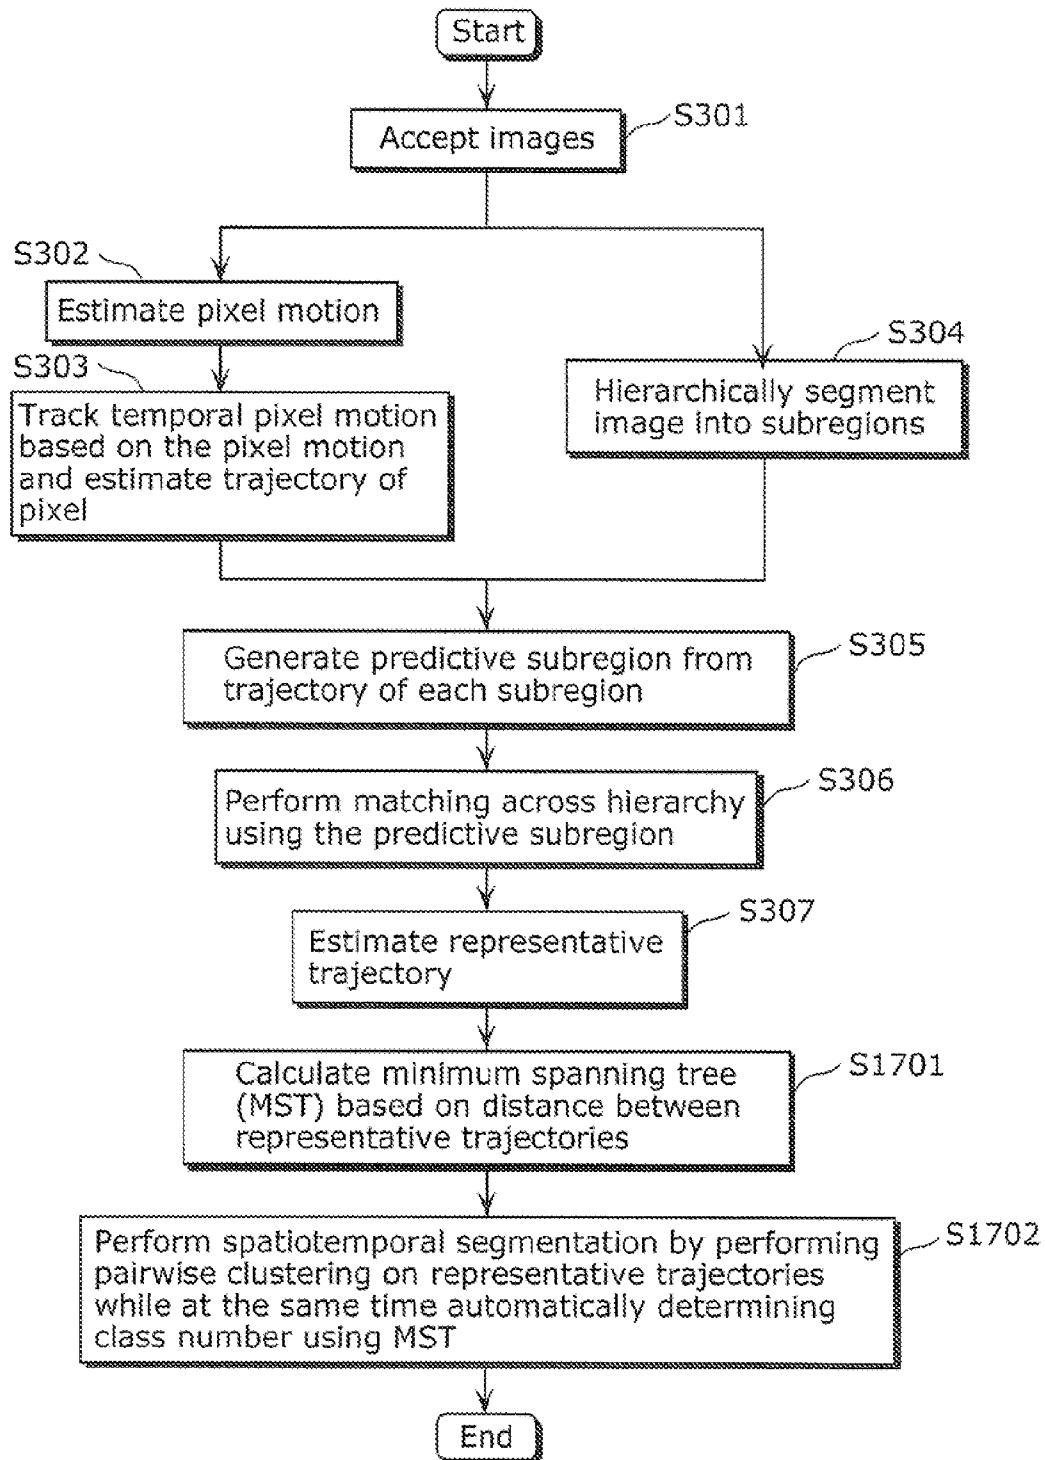 Start
S301
Accept images
S302
Estimate pixel motion
S303
Track temporal pixel motion
based on the pixel motion
and estimate trajectory of
pixel
S304
Hierarchically segment
image into subregions
S305
Generate predictive subregion from
trajectory of each subregion
S306
Perform matching across hierarchy
using the predictive subregion
S307
Estimate representative
trajectory
S1701
Calculate minimum spanning tree
(MST) based on distance between
representative trajectories
S1702
Perform spatiotemporal segmentation by performing
pairwise clustering on representative trajectories
while at the same time automatically determining
class number using MST
End